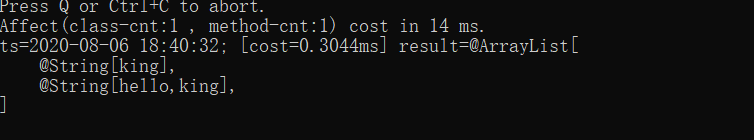 Press Q or Ctrl+C to abort.
Affect(class-cnt:1 , method-cnt:1) cost in 14 ms.
ts=2020-08-06 18:40:32; [cost=0.3044ms] result=@ArrayList[
    @String[king],
    @String[hello,king],
]